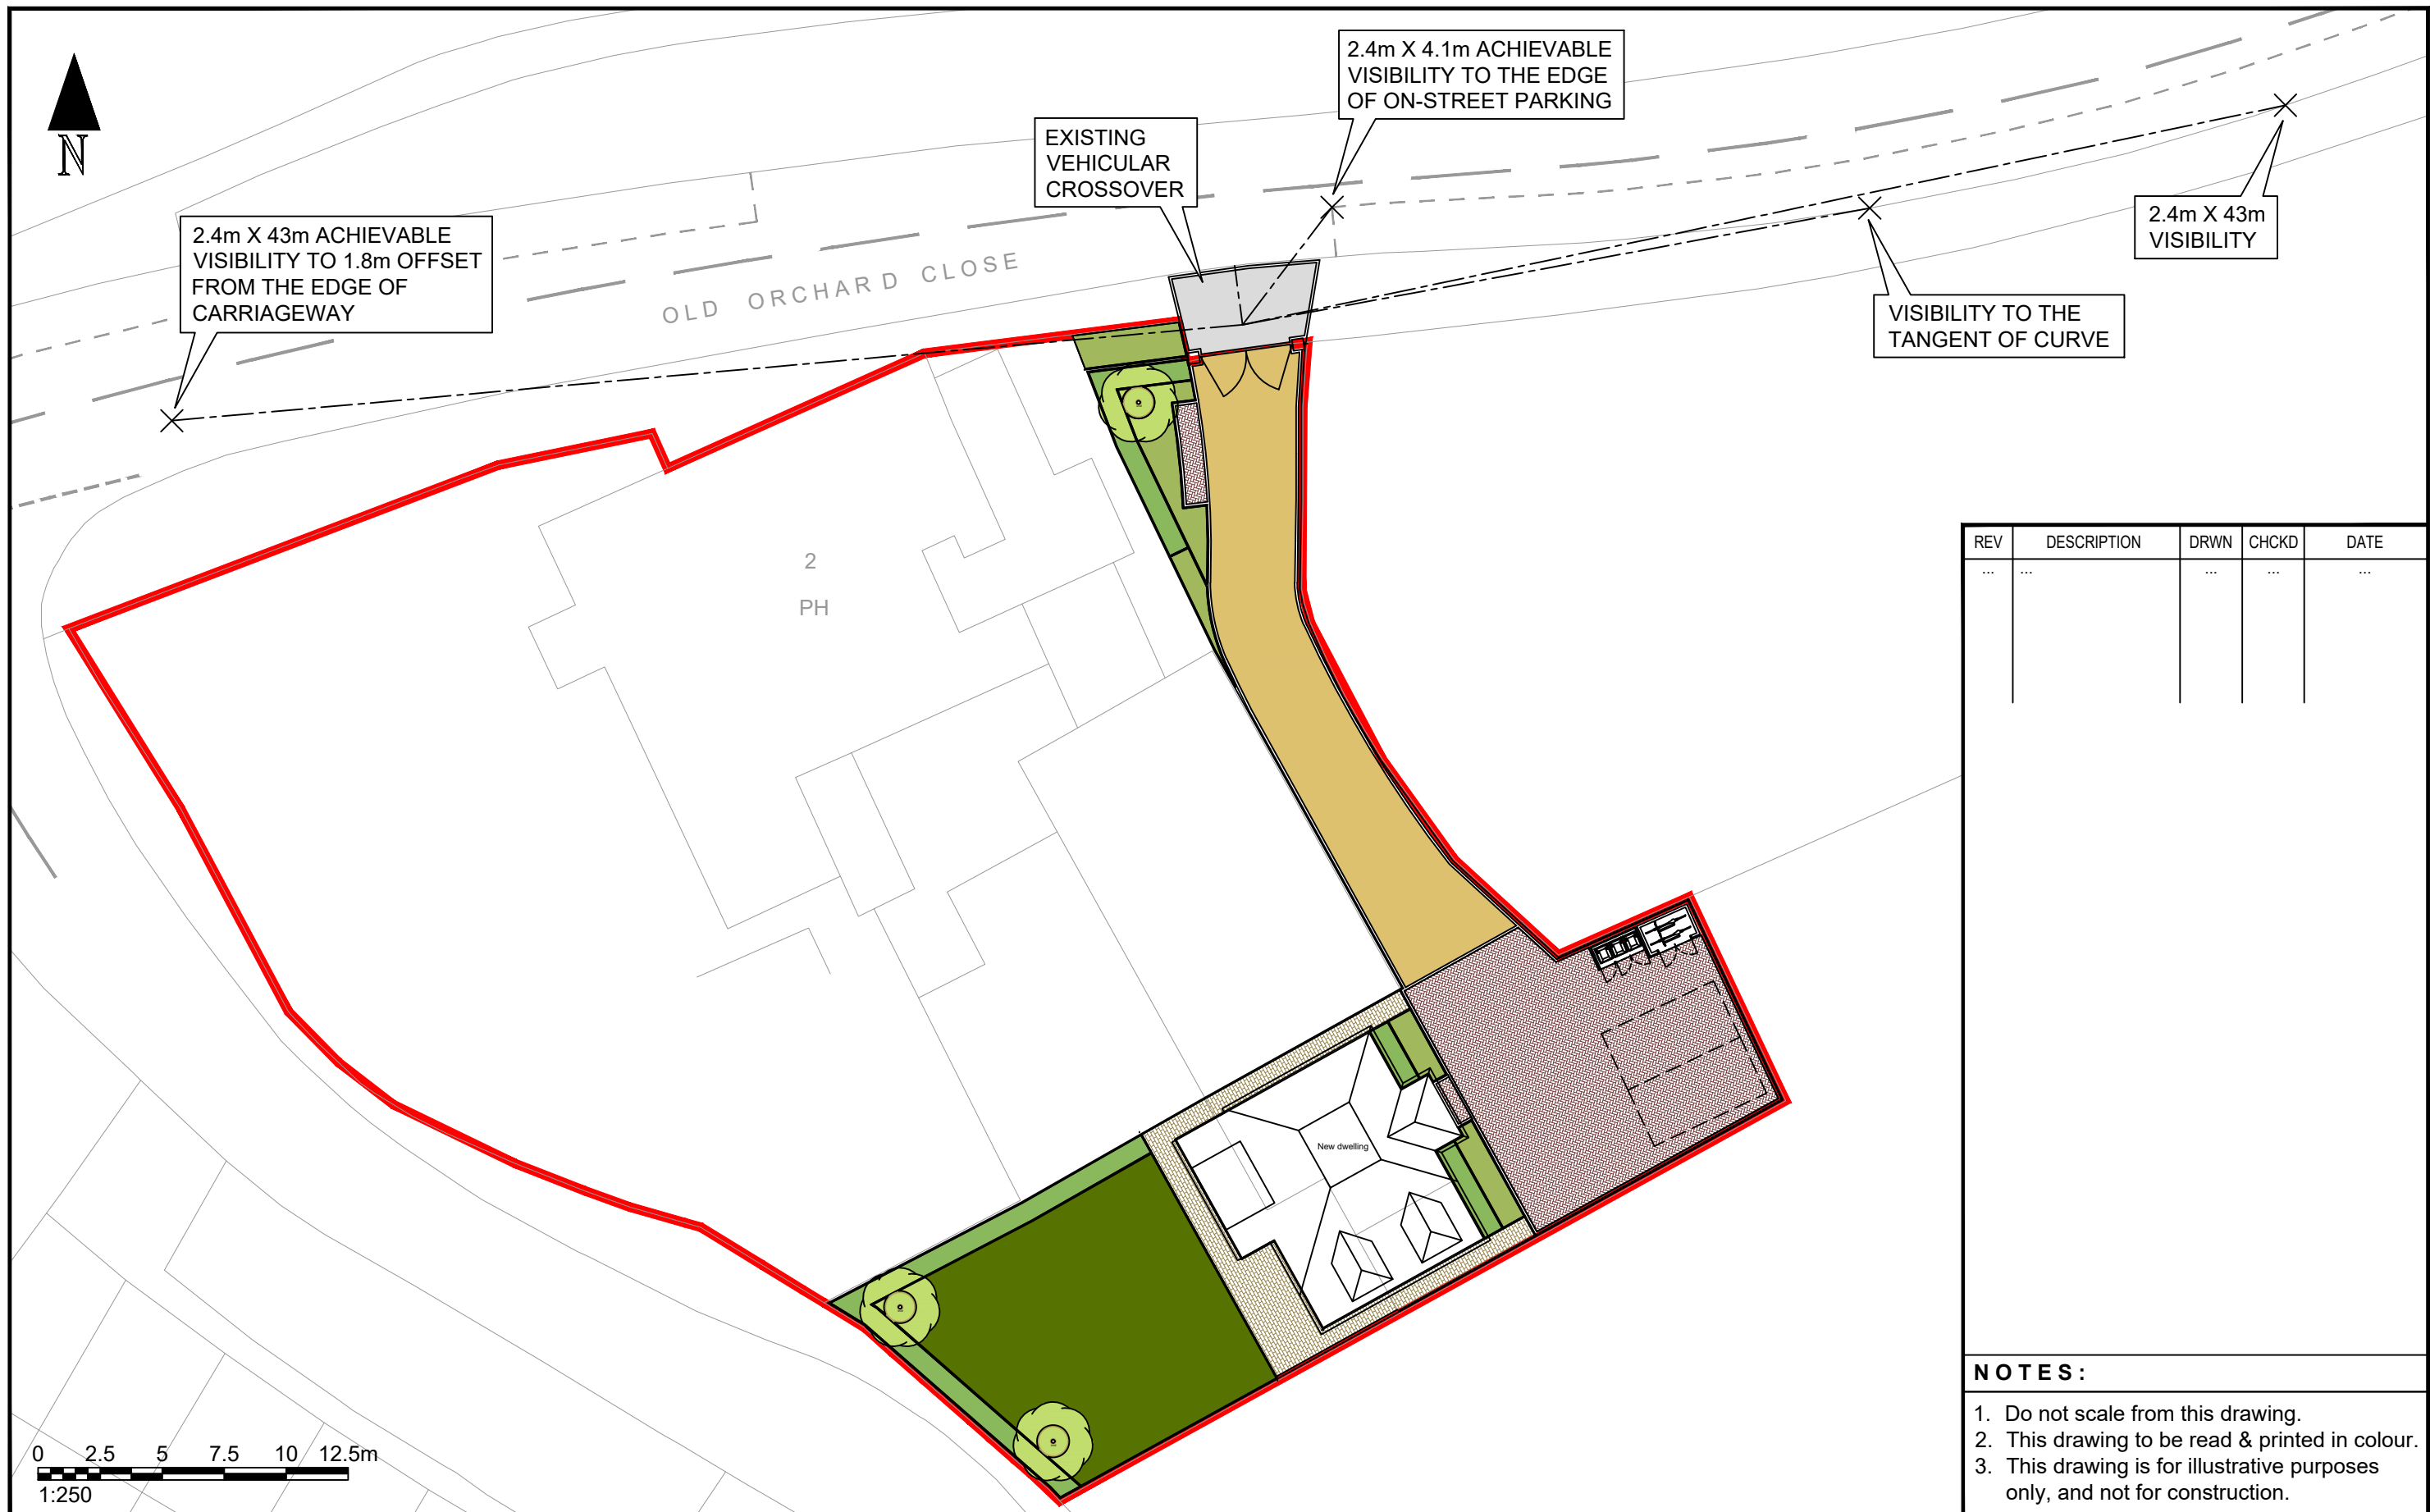 N
2.4m X 43m ACHIEVABLE
VISIBILITY TO 1.8m OFFSET
FROM THE EDGE OF
CARRIAGEWAY
EXISTING
VEHICULAR
CROSSOVER
2.4m X 4.1m ACHIEVABLE
VISIBILITY TO THE EDGE
OF ON-STREET PARKING
2.4m X 43m
VISIBILITY
VISIBILITY TO THE
TANGENT OF CURVE
OLD ORCHARD CLOSE
2
PH
New dwelling
REV DESCRIPTION DRWN CHCKD DATE
... ... ... ... ...
NOTES:
1. Do not scale from this drawing.
2. This drawing to be read & printed in colour.
3. This drawing is for illustrative purposes
only, and not for construction.
0 2.5 5 7.5 10 12.5m
1:250